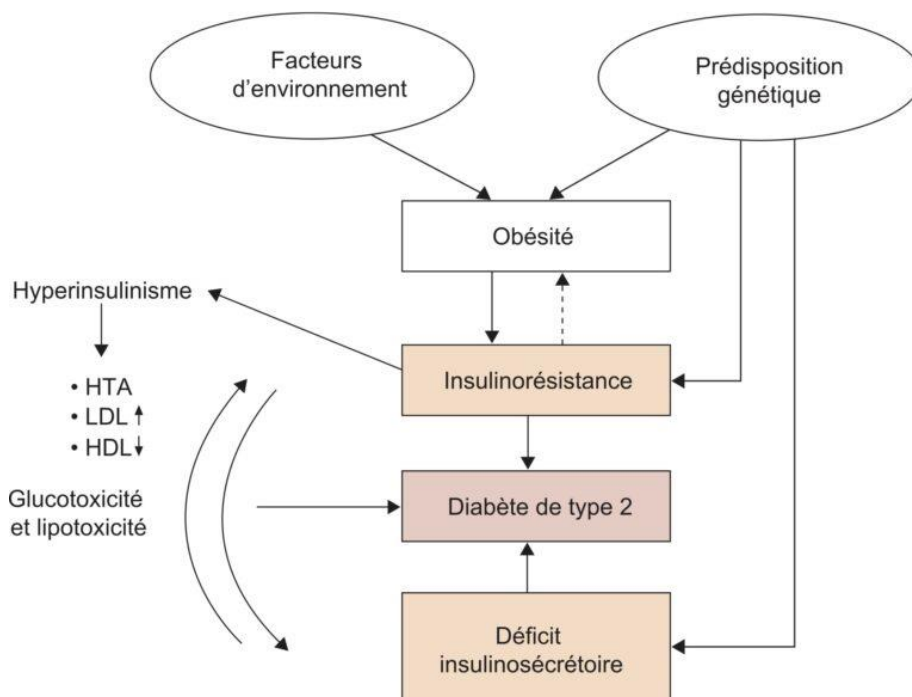 Facteurs
d'environnement
Prédisposition
génétique
Obésité
Hyperinsulinisme
Insulinorésistance
• HTA
• LDL ↑
• HDL ↓
Glucotoxicité
et lipotoxicité
Diabète de type 2
Déficit
insulinosécrétoire